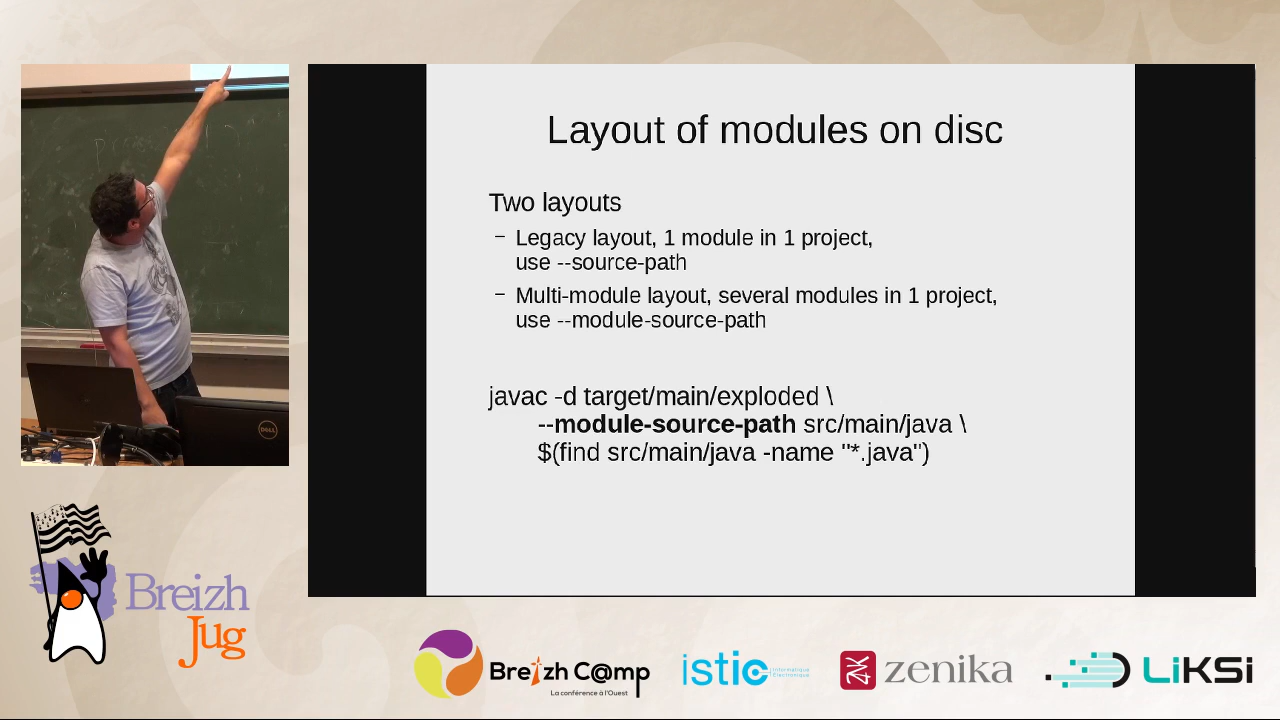 Layout of modules on disc
Two layouts
– Legacy layout, 1 module in 1 project,
use --source-path
– Multi-module layout, several modules in 1 project,
use --module-source-path
javac -d target/main/exploded \
--module-source-path src/main/java \
$(find src/main/java -name "*.java")
DELL
Breizh
Jug
Breizh C@mp
La conférence à l'Ouest
istic
Informatique
Électronique
zenika
LiKSi